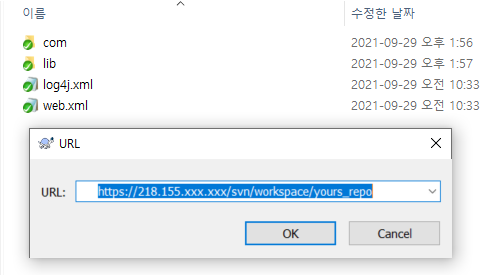 이름 수정한 날짜
com 2021-09-29 오후 1:56
lib 2021-09-29 오후 1:57
log4j.xml 2021-09-29 오전 10:33
web.xml 2021-09-29 오전 10:33
URL
URL: https://218.155.xxx.xxx/svn/workspace/yours_repo
OK Cancel